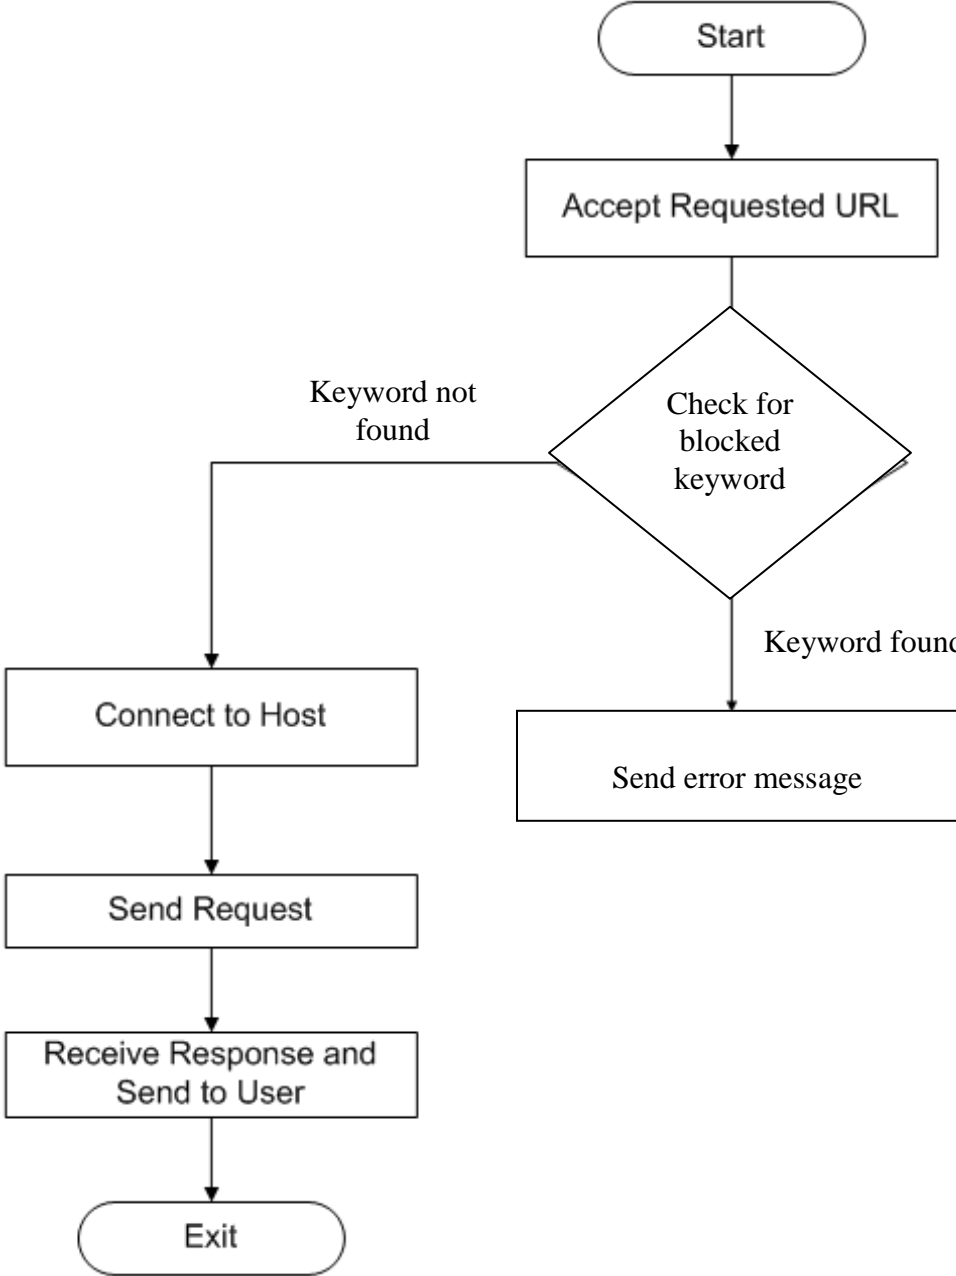 Start
Accept Requested URL
Keyword not
found
Check for
blocked
keyword
Keyword found
Connect to Host
Send error message
Send Request
Receive Response and
Send to User
Exit